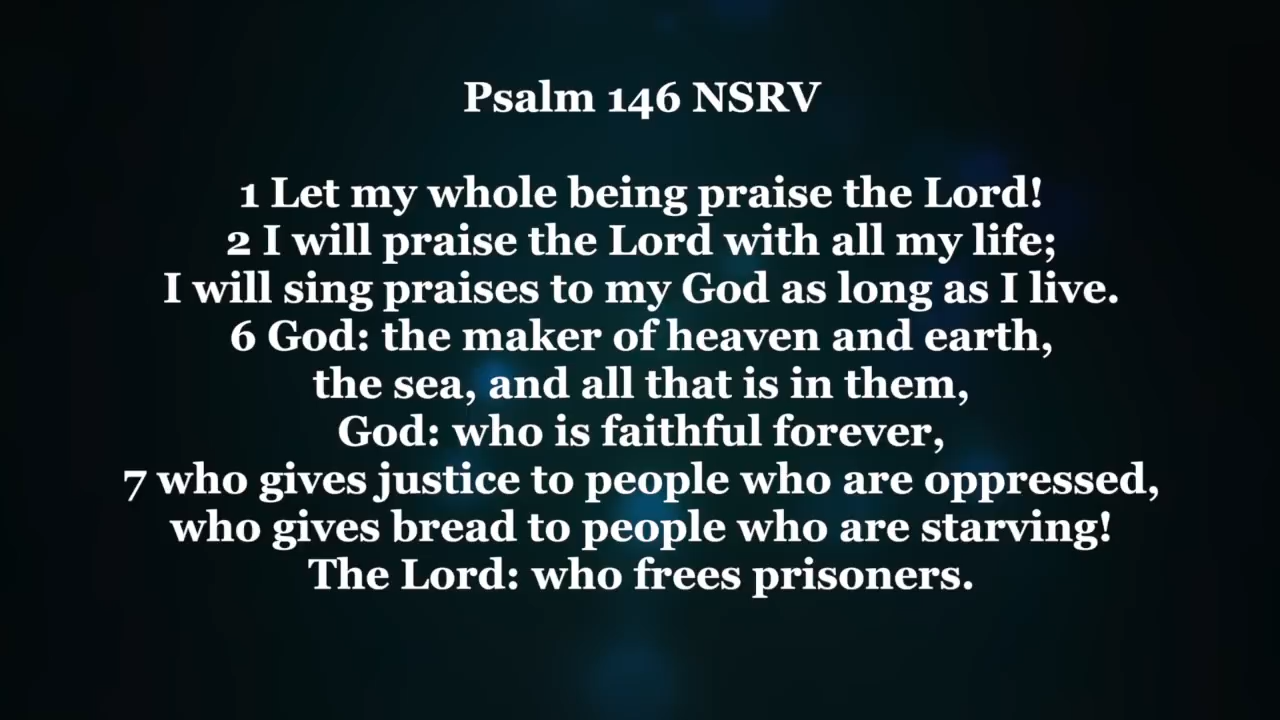 Psalm 146 NSRV
1 Let my whole being praise the Lord!
2 I will praise the Lord with all my life;
I will sing praises to my God as long as I live.
6 God: the maker of heaven and earth,
the sea, and all that is in them,
God: who is faithful forever,
7 who gives justice to people who are oppressed,
who gives bread to people who are starving!
The Lord: who frees prisoners.